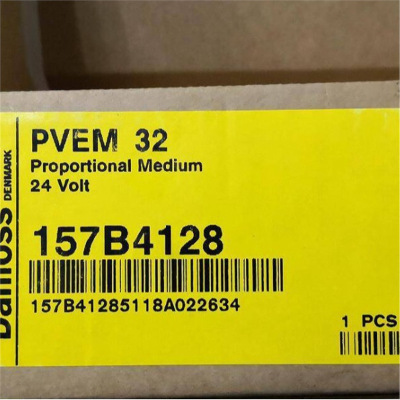 PVEM 32
Proportional Medium
24 Volt
157B4128
157B41285118A022634
1 PCS
Danfoss
DENMARK